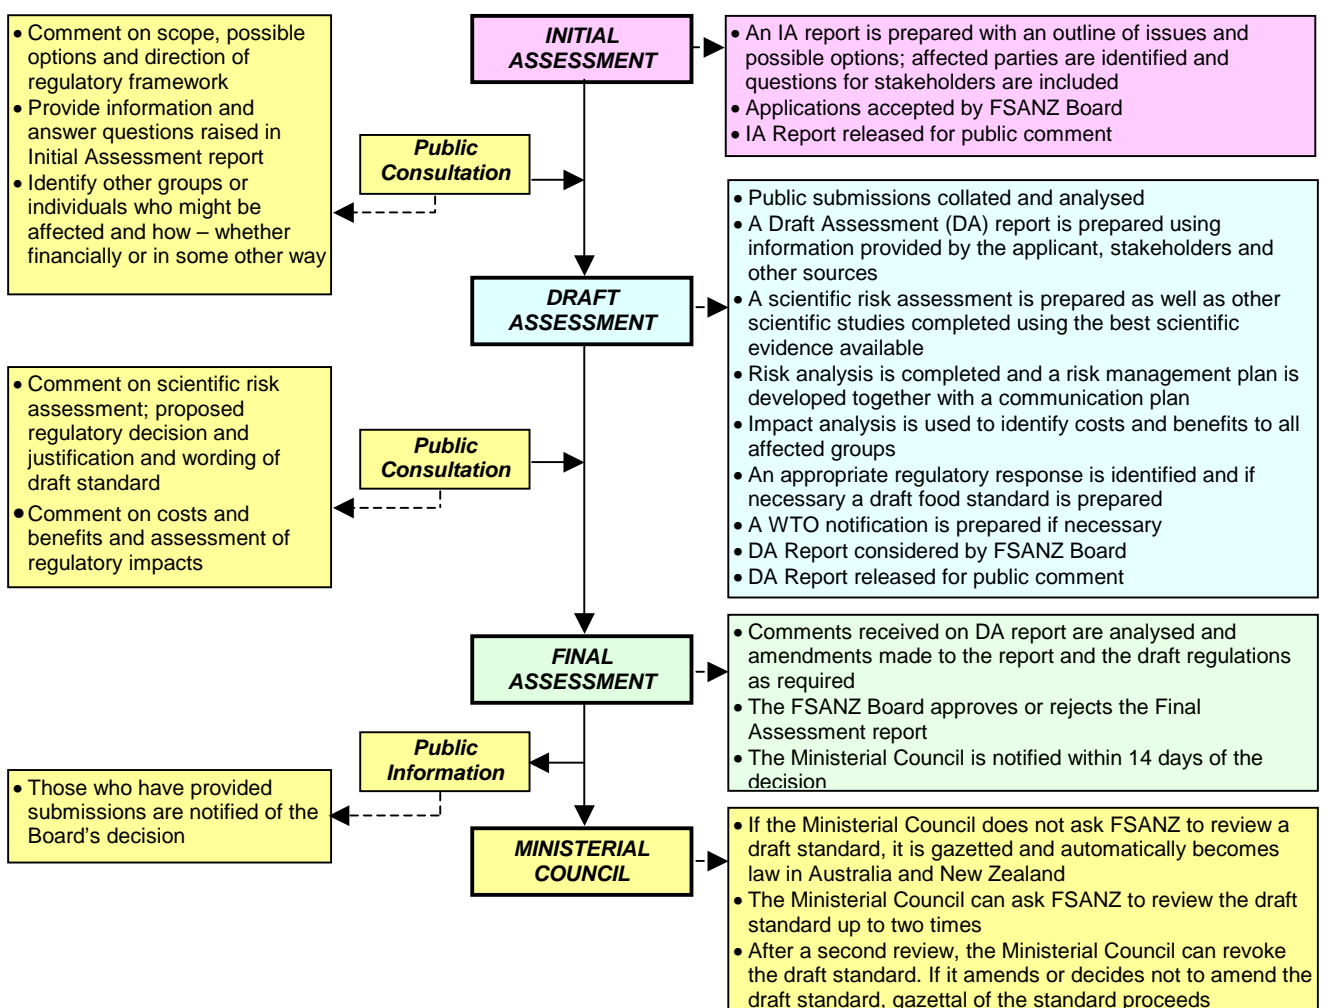 • Comment on scope, possible
options and direction of
regulatory framework
• Provide information and
answer questions raised in
Initial Assessment report
• Identify other groups or
individuals who might be
affected and how – whether
financially or in some other way
INITIAL
ASSESSMENT
• An IA report is prepared with an outline of issues and
possible options; affected parties are identified and
questions for stakeholders are included
• Applications accepted by FSANZ Board
• IA Report released for public comment
Public
Consultation
DRAFT
ASSESSMENT
• Public submissions collated and analysed
• A Draft Assessment (DA) report is prepared using
information provided by the applicant, stakeholders and
other sources
• A scientific risk assessment is prepared as well as other
scientific studies completed using the best scientific
evidence available
• Risk analysis is completed and a risk management plan is
developed together with a communication plan
• Impact analysis is used to identify costs and benefits to all
affected groups
• An appropriate regulatory response is identified and if
necessary a draft food standard is prepared
• A WTO notification is prepared if necessary
• DA Report considered by FSANZ Board
• DA Report released for public comment
• Comment on scientific risk
assessment; proposed
regulatory decision and
justification and wording of
draft standard
• Comment on costs and
benefits and assessment of
regulatory impacts
Public
Consultation
FINAL
ASSESSMENT
• Comments received on DA report are analysed and
amendments made to the report and the draft regulations
as required
• The FSANZ Board approves or rejects the Final
Assessment report
• The Ministerial Council is notified within 14 days of the
decision
Public
Information
• Those who have provided
submissions are notified of the
Board's decision
MINISTERIAL
COUNCIL
• If the Ministerial Council does not ask FSANZ to review a
draft standard, it is gazetted and automatically becomes
law in Australia and New Zealand
• The Ministerial Council can ask FSANZ to review the draft
standard up to two times
• After a second review, the Ministerial Council can revoke
the draft standard. If it amends or decides not to amend the
draft standard, gazettal of the standard proceeds